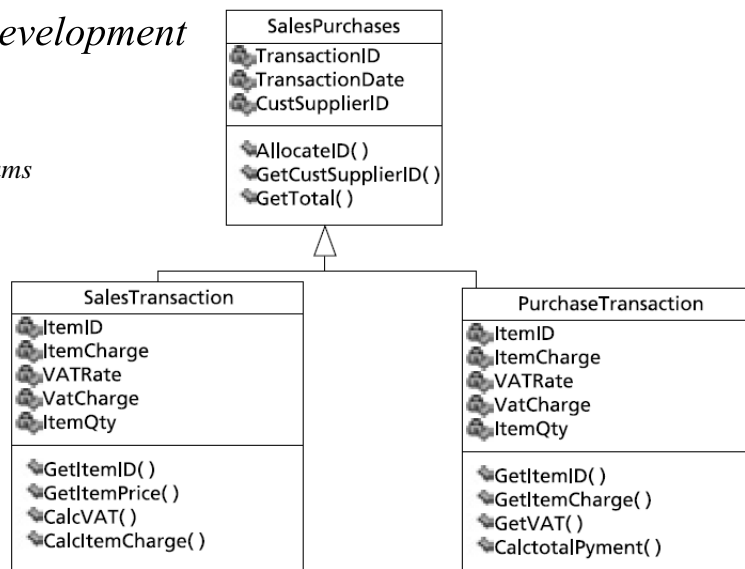 evelopment
ams
SalesPurchases
TransactionID
TransactionDate
CustSupplierID
AllocateID( )
GetCustSupplierID( )
GetTotal( )
SalesTransaction
ItemID
ItemCharge
VATRate
VatCharge
ItemQty
GetItemID( )
GetItemPrice( )
CalcVAT( )
CalcItemCharge( )
PurchaseTransaction
ItemID
ItemCharge
VATRate
VatCharge
ItemQty
GetItemID( )
GetItemCharge( )
GetVAT( )
CalctotalPyment( )